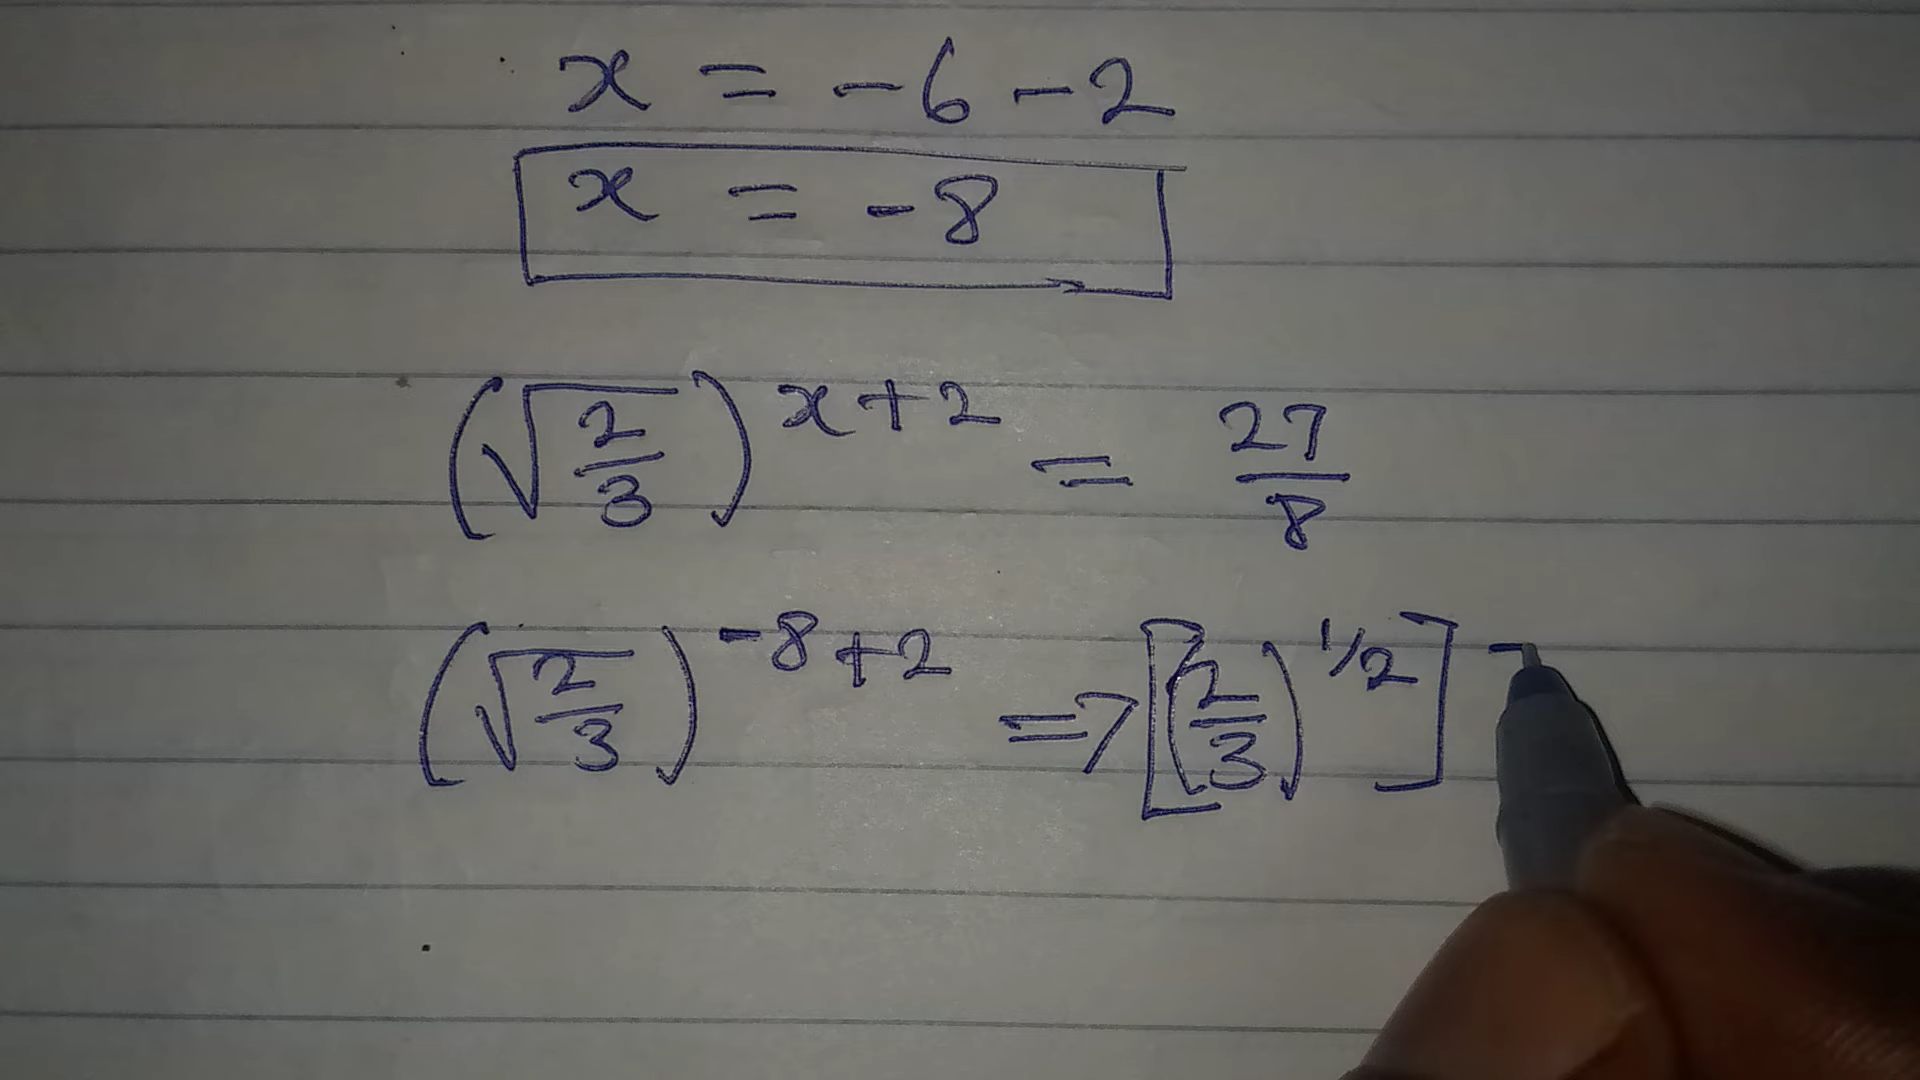 x = -6 - 2
x = -8
(√(2/3))^(x+2) = 27/8
(√(2/3))^(-8+2) => [(2/3)^(1/2)]^-